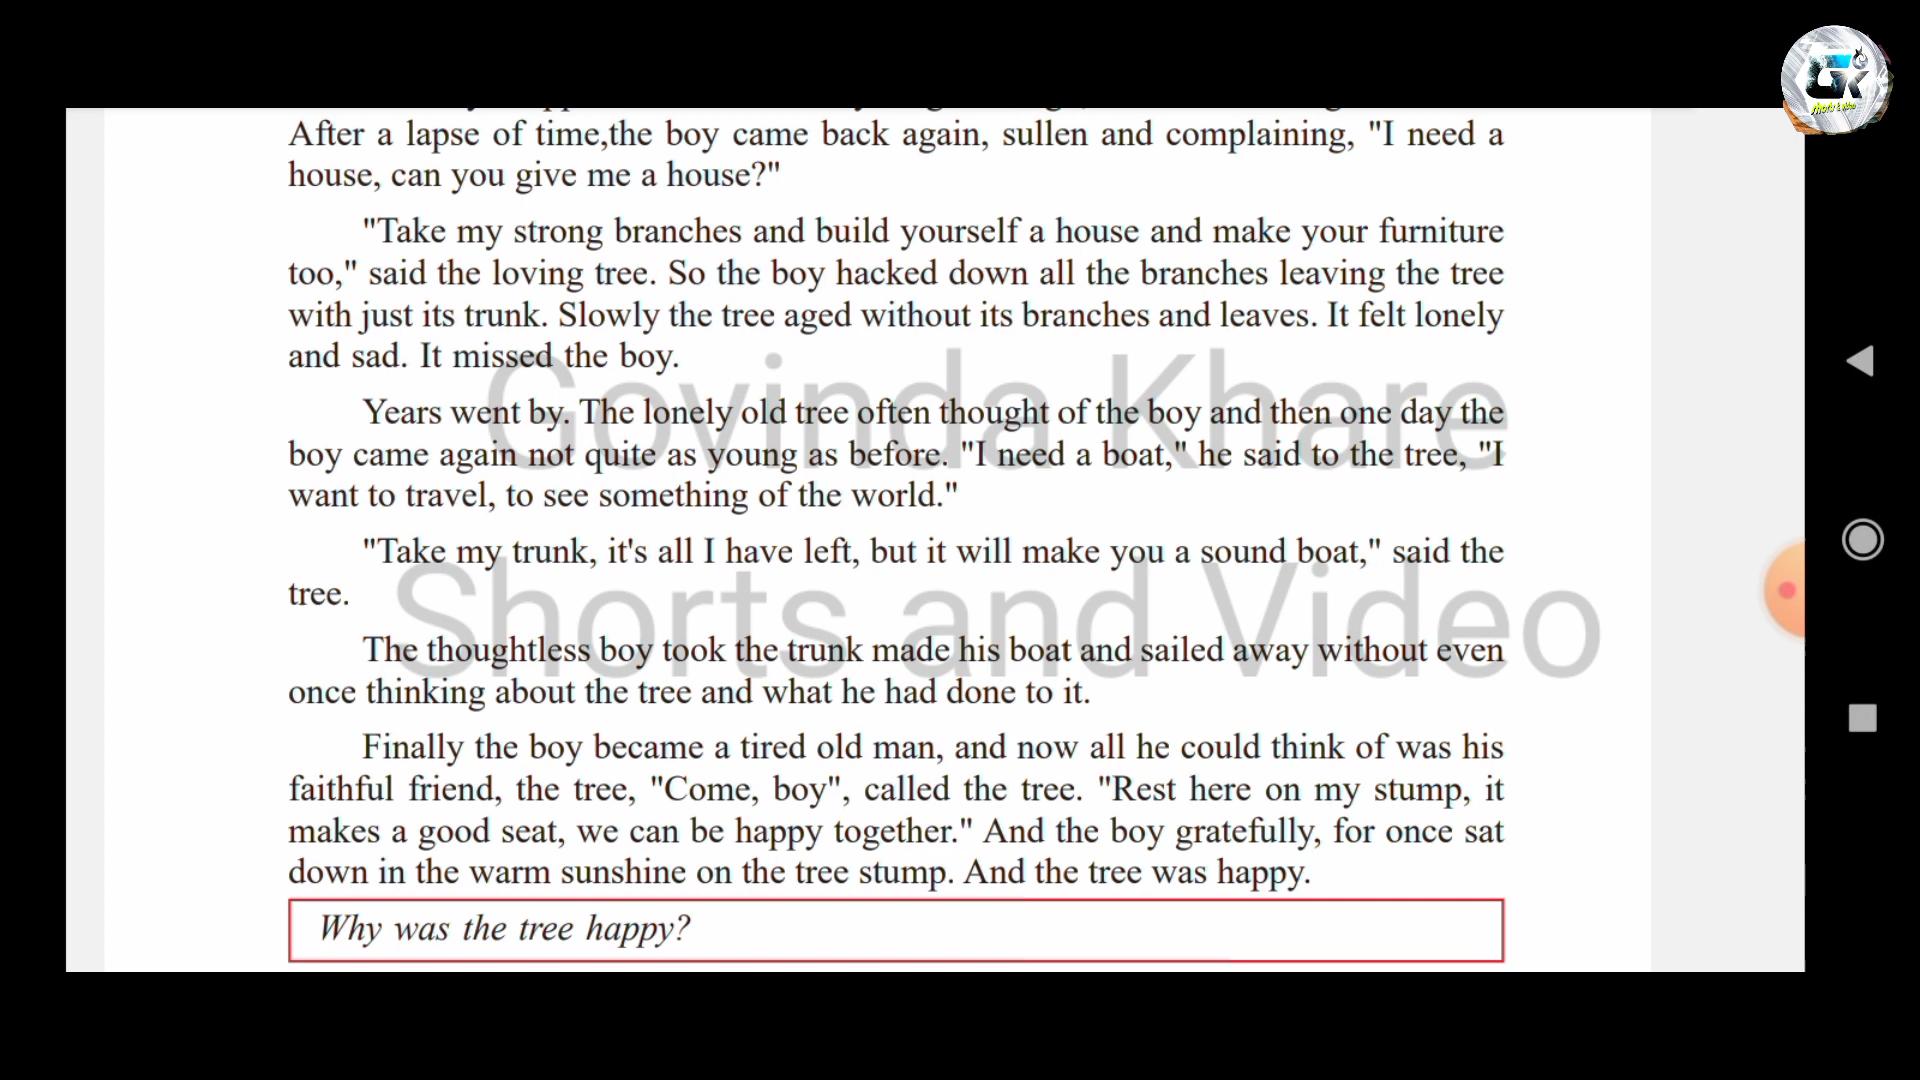 After a lapse of time,the boy came back again, sullen and complaining, "I need a
house, can you give me a house?"
"Take my strong branches and build yourself a house and make your furniture
too," said the loving tree. So the boy hacked down all the branches leaving the tree
with just its trunk. Slowly the tree aged without its branches and leaves. It felt lonely
and sad. It missed the boy.
Years went by. The lonely old tree often thought of the boy and then one day the
boy came again not quite as young as before. "I need a boat," he said to the tree, "I
want to travel, to see something of the world."
"Take my trunk, it's all I have left, but it will make you a sound boat," said the
tree.
The thoughtless boy took the trunk made his boat and sailed away without even
once thinking about the tree and what he had done to it.
Finally the boy became a tired old man, and now all he could think of was his
faithful friend, the tree, "Come, boy", called the tree. "Rest here on my stump, it
makes a good seat, we can be happy together." And the boy gratefully, for once sat
down in the warm sunshine on the tree stump. And the tree was happy.
Why was the tree happy?
Govinda Khare
Shorts and Video